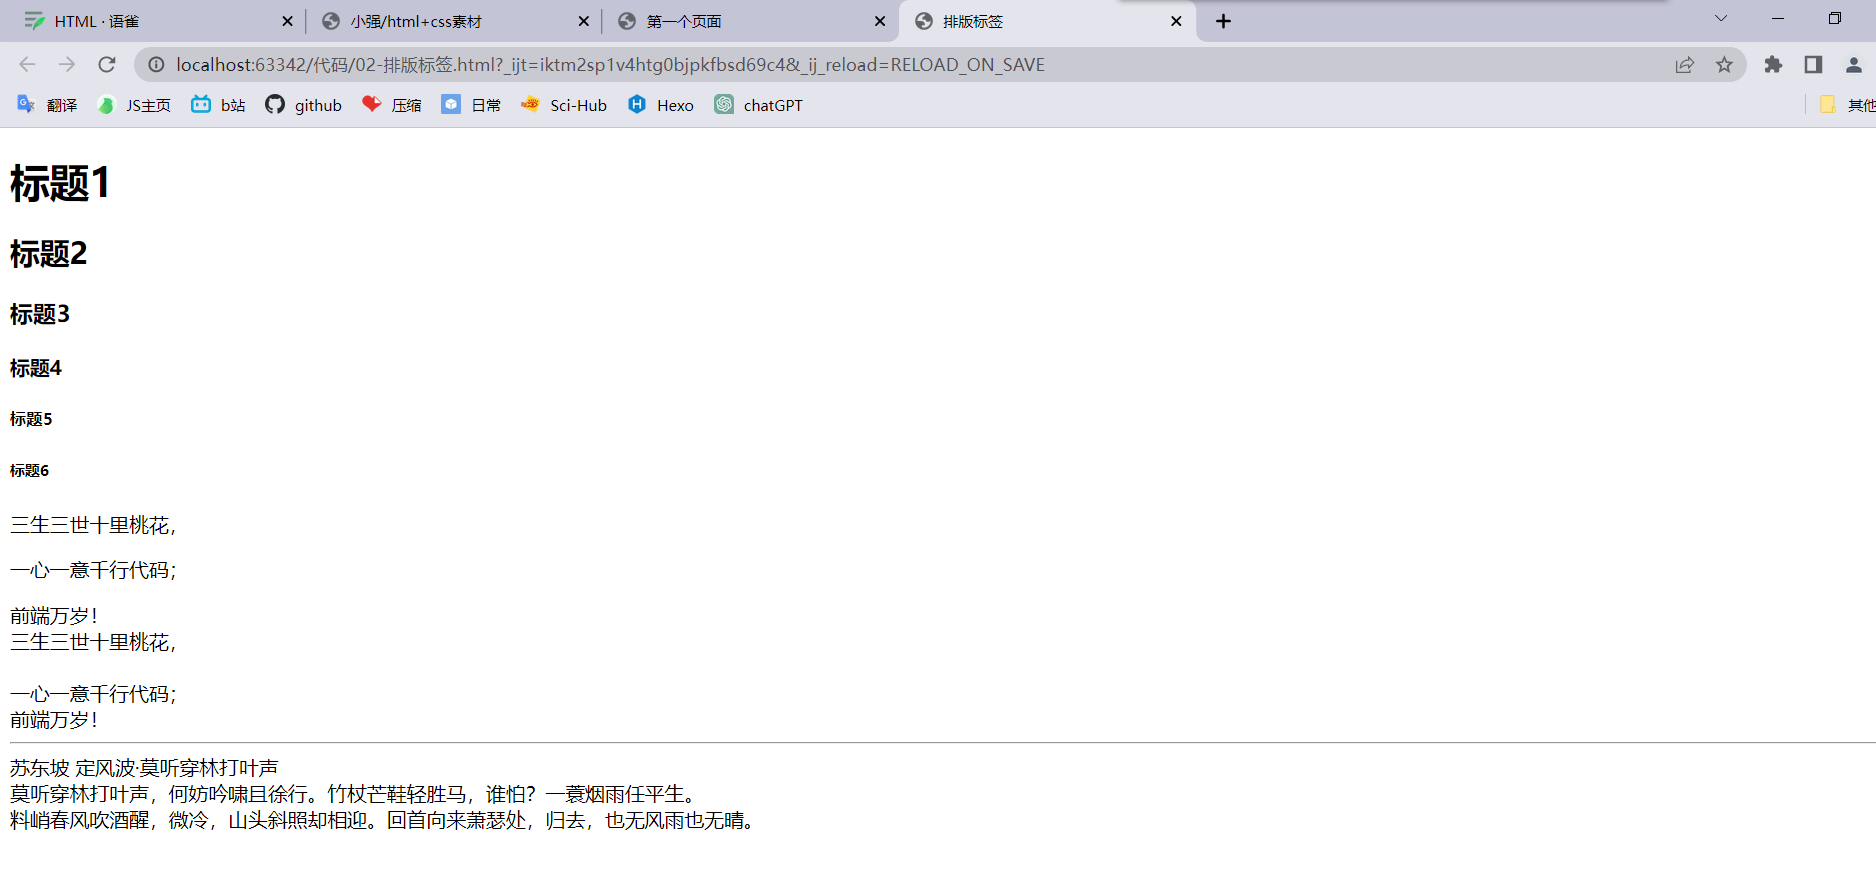 HTML · 语雀
小强/html+css素材
第一个页面
排版标签
localhost:63342/代码/02-排版标签.html?_ijt=iktm2sp1v4htg0bjpkfbsd69c4&_ij_reload=RELOAD_ON_SAVE
翻译 JS主页 b站 github 压缩 日常 Sci-Hub Hexo chatGPT 其他
标题1
标题2
标题3
标题4
标题5
标题6
三生三世十里桃花，
一心一意千行代码；
前端万岁！
三生三世十里桃花，
一心一意千行代码；
前端万岁！
苏东坡 定风波·莫听穿林打叶声
莫听穿林打叶声，何妨吟啸且徐行。竹杖芒鞋轻胜马，谁怕？一蓑烟雨任平生。
料峭春风吹酒醒，微冷，山头斜照却相迎。回首向来萧瑟处，归去，也无风雨也无晴。